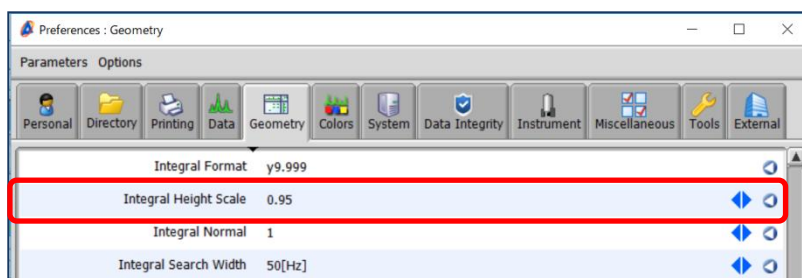 Preferences : Geometry
Parameters Options
Personal Directory Printing Data Geometry Colors System Data Integrity Instrument Miscellaneous Tools External
Integral Format y9.999
Integral Height Scale 0.95
Integral Normal 1
Integral Search Width 50[Hz]